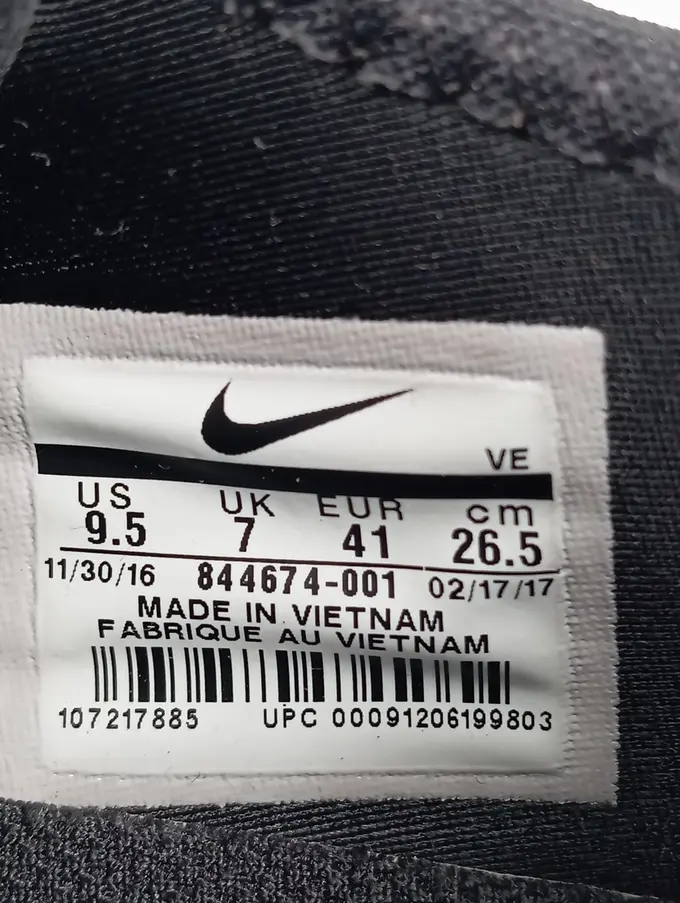 VE
US UK EUR cm
9.5 7 41 26.5
11/30/16 844674-001 02/17/17
MADE IN VIETNAM
FABRIQUE AU VIETNAM
107217885 UPC 00091206199803